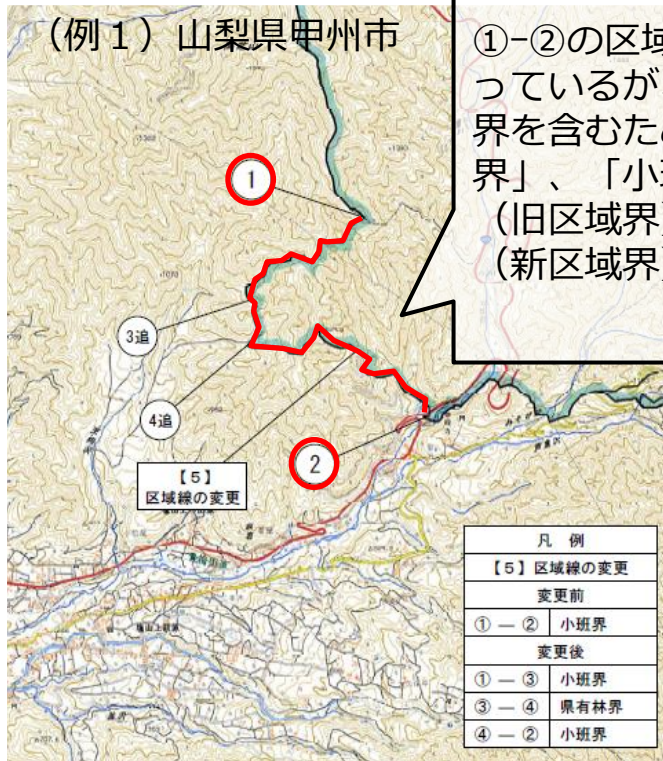 （例１）山梨県甲州市
①-②の区域
っているが
界を含むた
界」、「小
（旧区域界
（新区域界
1
3追
4追
2
【５】
区域線の変更
凡　例
【５】区域線の変更
変更前
① ― ② 小班界
変更後
① ― ③ 小班界
③ ― ④ 県有林界
④ ― ② 小班界